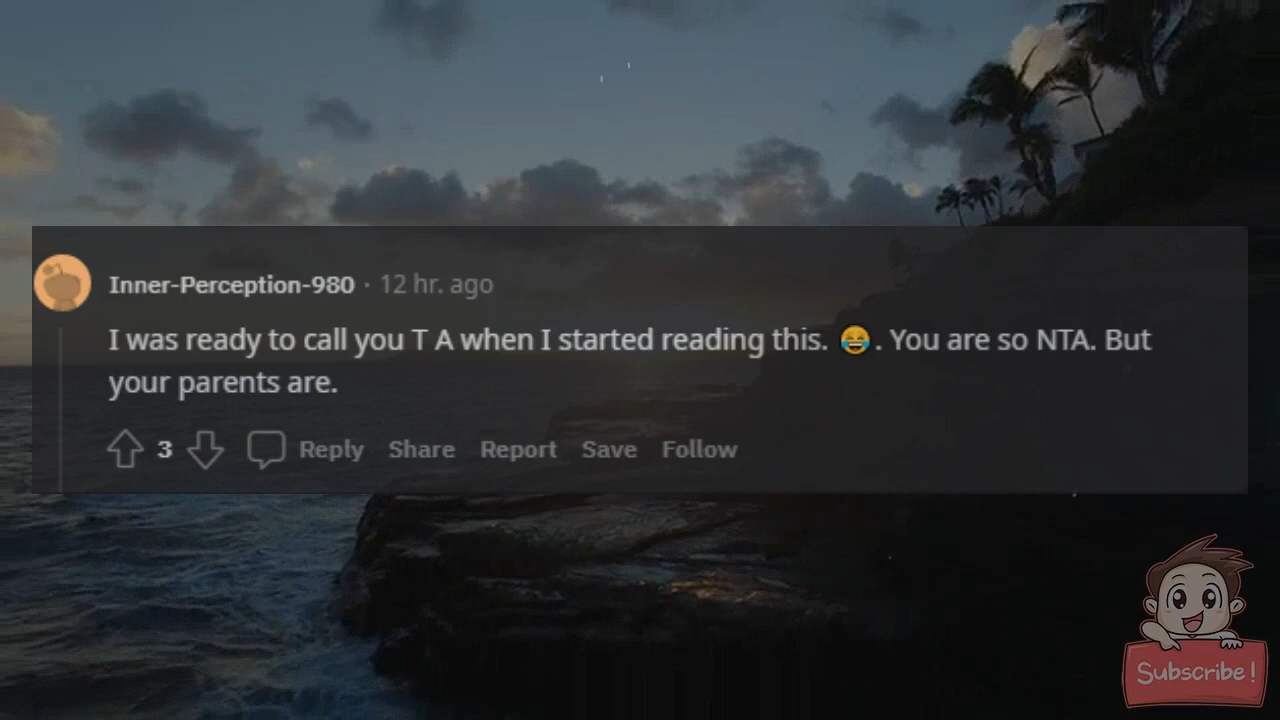 Inner-Perception-980 · 12 hr. ago
I was ready to call you T A when I started reading this. 😂. You are so NTA. But
your parents are.
3 Reply Share Report Save Follow
Subscribe!